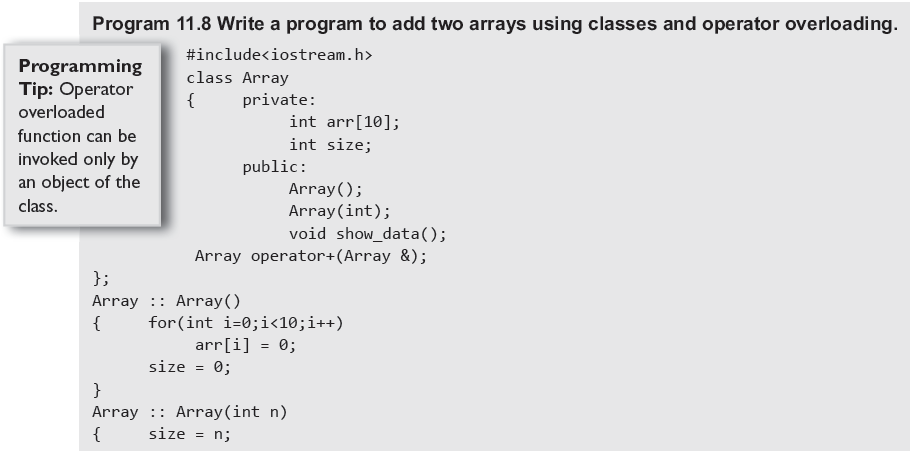 Program 11.8 Write a program to add two arrays using classes and operator overloading.
Programming
Tip: Operator
overloaded
function can be
invoked only by
an object of the
class.
#include<iostream.h>
class Array
{ private:
int arr[10];
int size;
public:
Array();
Array(int);
void show_data();
Array operator+(Array &);
};
Array :: Array()
{ for(int i=0;i<10;i++)
arr[i] = 0;
size = 0;
}
Array :: Array(int n)
{ size = n;